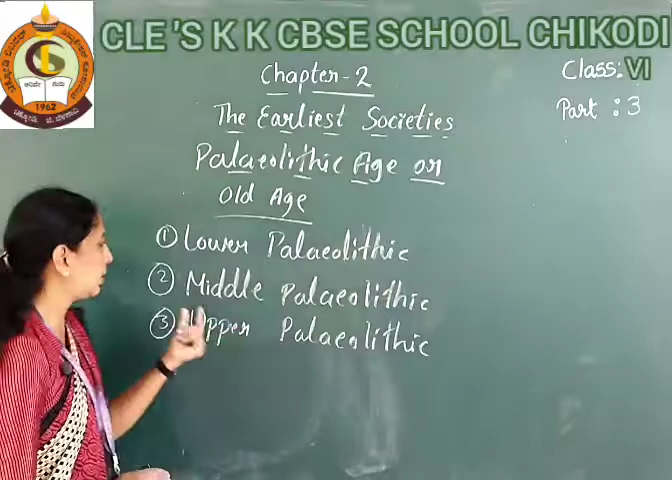 CLE'S K K CBSE SCHOOL CHIKODI
1962
Chapter-2
Class: VI
Part : 3
The Earliest Societies
Palaeolithic Age or
Old Age
① Lower Palaeolithic
② Middle Palaeolithic
③ Upper Palaeolithic